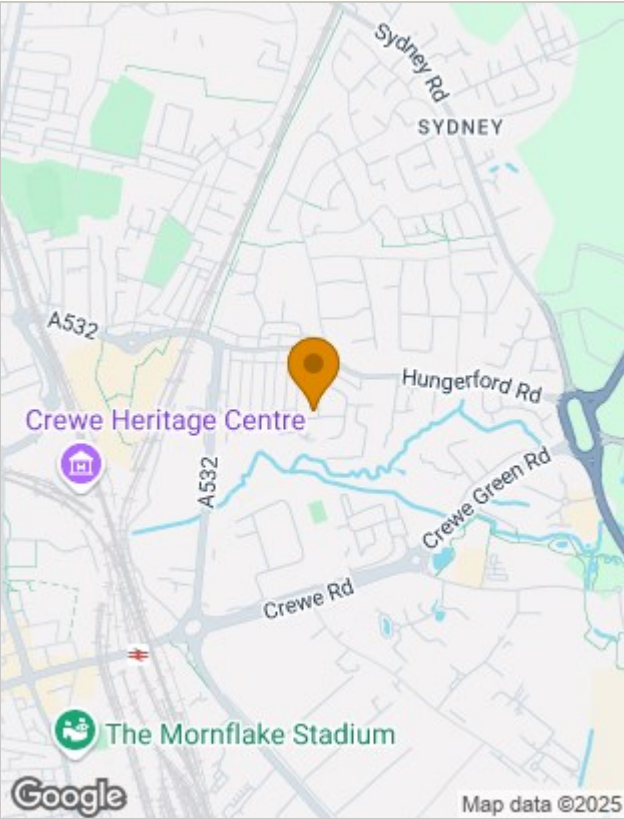 Sydney Rd
SYDNEY
A532
Hungerford Rd
Crewe Heritage Centre
A532
Crewe Green Rd
Crewe Rd
The Mornflake Stadium
Google
Map data ©2025